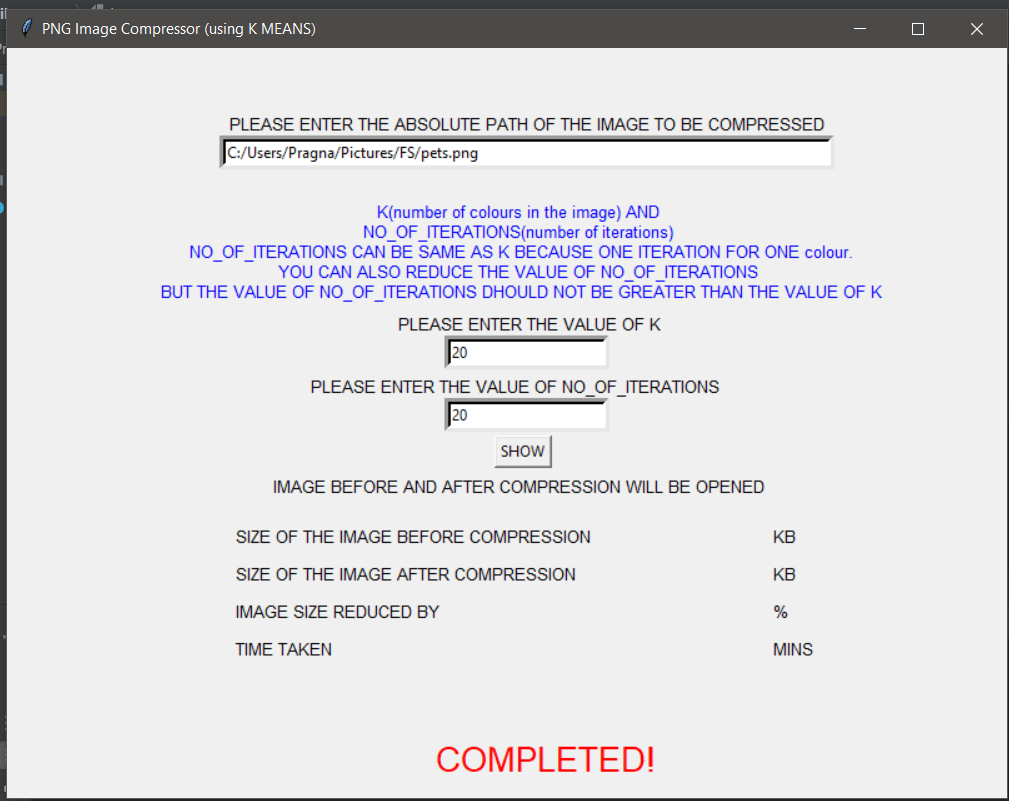 PNG Image Compressor (using K MEANS)
PLEASE ENTER THE ABSOLUTE PATH OF THE IMAGE TO BE COMPRESSED
C:/Users/Pragna/Pictures/FS/pets.png
K(number of colours in the image) AND
NO_OF_ITERATIONS(number of iterations)
NO_OF_ITERATIONS CAN BE SAME AS K BECAUSE ONE ITERATION FOR ONE colour.
YOU CAN ALSO REDUCE THE VALUE OF NO_OF_ITERATIONS
BUT THE VALUE OF NO_OF_ITERATIONS DHOULD NOT BE GREATER THAN THE VALUE OF K
PLEASE ENTER THE VALUE OF K
20
PLEASE ENTER THE VALUE OF NO_OF_ITERATIONS
20
SHOW
IMAGE BEFORE AND AFTER COMPRESSION WILL BE OPENED
SIZE OF THE IMAGE BEFORE COMPRESSION KB
SIZE OF THE IMAGE AFTER COMPRESSION KB
IMAGE SIZE REDUCED BY %
TIME TAKEN MINS
COMPLETED!